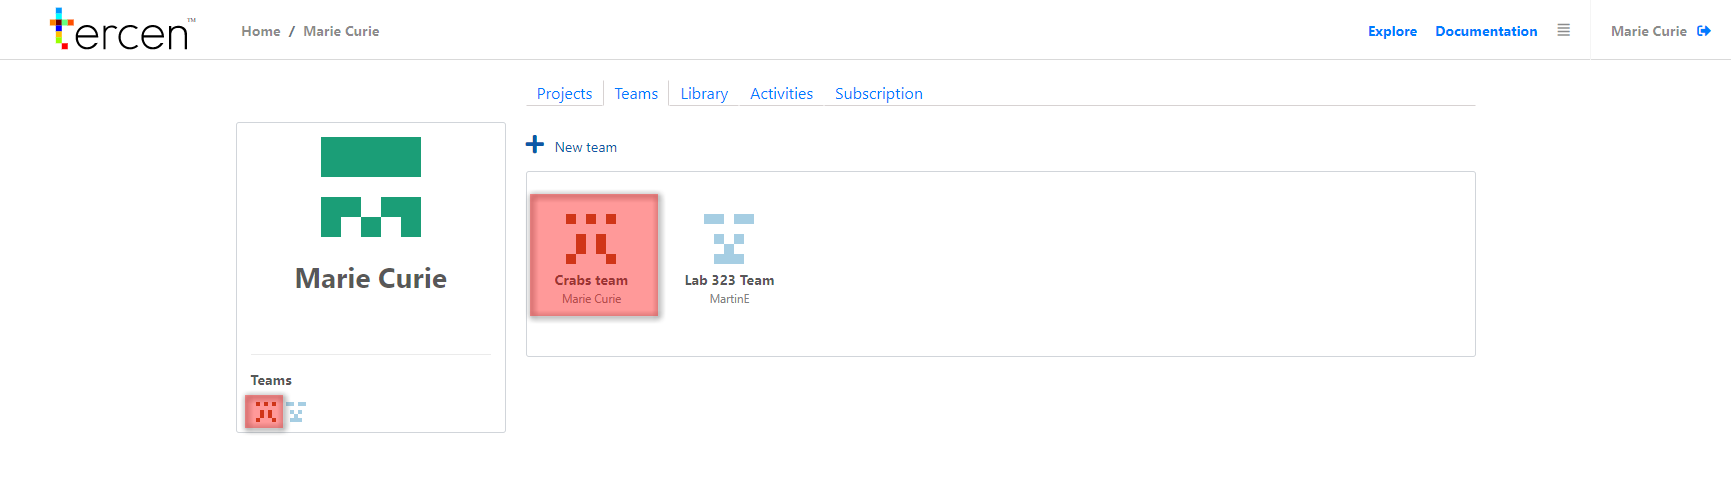 tercen™
Home / Marie Curie
Explore Documentation Marie Curie
Projects Teams Library Activities Subscription
Marie Curie
Teams
New team
Crabs team
Marie Curie
Lab 323 Team
MartinE